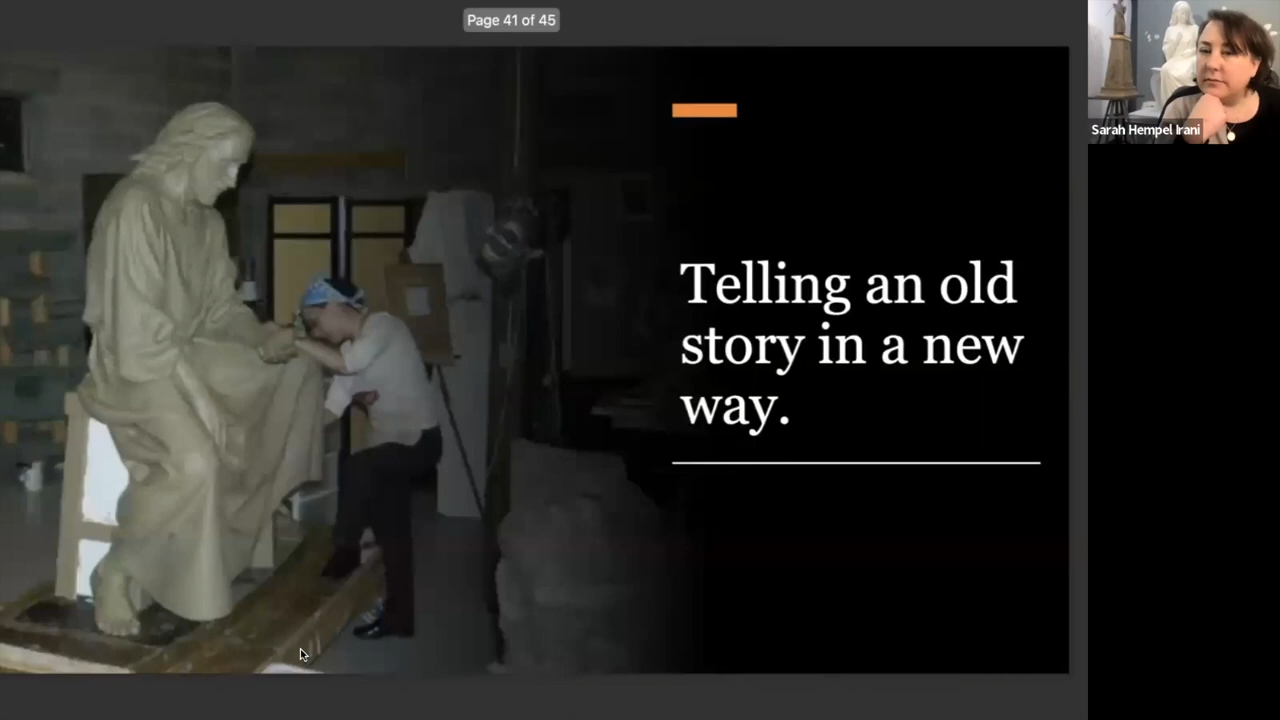 Page 41 of 45
Sarah Hempel Irani
Telling an old
story in a new
way.